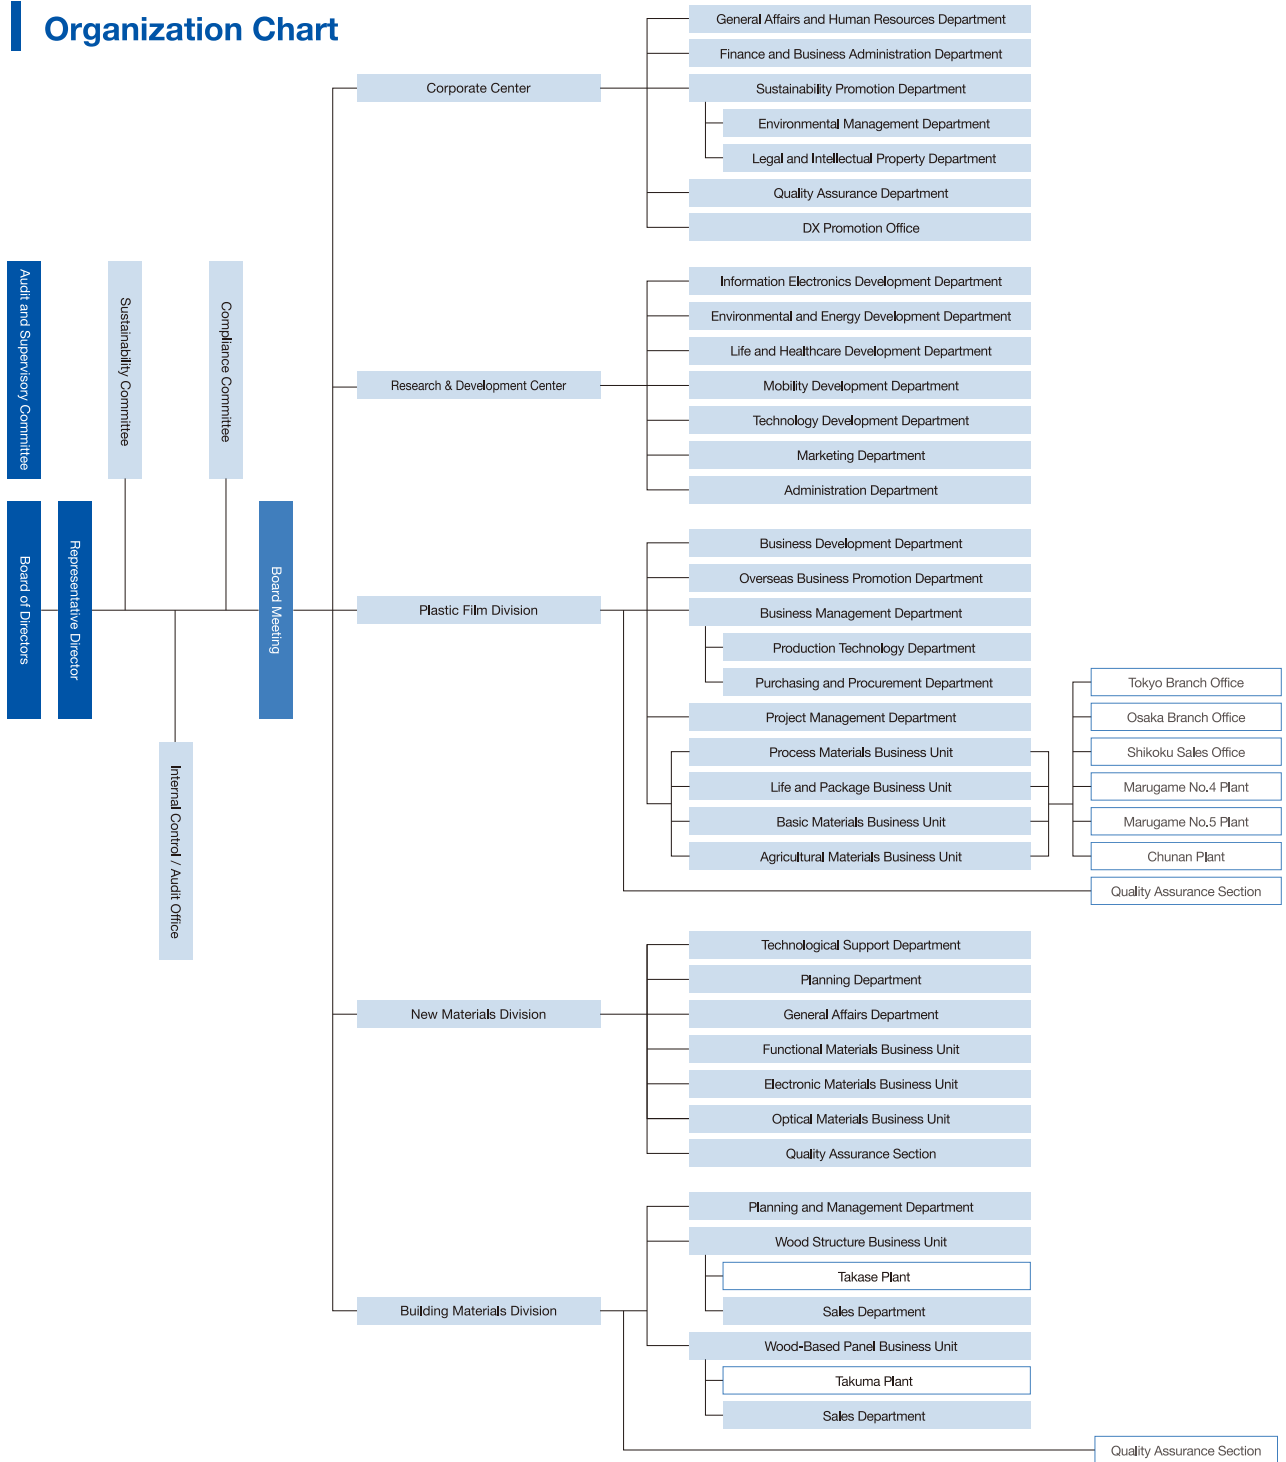 Organization Chart
Audit and Supervisory Committee
Sustainability Committee
Compliance Committee
Board of Directors
Representative Director
Board Meeting
Internal Control / Audit Office
Corporate Center
General Affairs and Human Resources Department
Finance and Business Administration Department
Sustainability Promotion Department
Environmental Management Department
Legal and Intellectual Property Department
Quality Assurance Department
DX Promotion Office
Research & Development Center
Information Electronics Development Department
Environmental and Energy Development Department
Life and Healthcare Development Department
Mobility Development Department
Technology Development Department
Marketing Department
Administration Department
Plastic Film Division
Business Development Department
Overseas Business Promotion Department
Business Management Department
Production Technology Department
Purchasing and Procurement Department
Project Management Department
Process Materials Business Unit
Life and Package Business Unit
Basic Materials Business Unit
Agricultural Materials Business Unit
Tokyo Branch Office
Osaka Branch Office
Shikoku Sales Office
Marugame No.4 Plant
Marugame No.5 Plant
Chunan Plant
Quality Assurance Section
New Materials Division
Technological Support Department
Planning Department
General Affairs Department
Functional Materials Business Unit
Electronic Materials Business Unit
Optical Materials Business Unit
Quality Assurance Section
Building Materials Division
Planning and Management Department
Wood Structure Business Unit
Takase Plant
Sales Department
Wood-Based Panel Business Unit
Takuma Plant
Sales Department
Quality Assurance Section